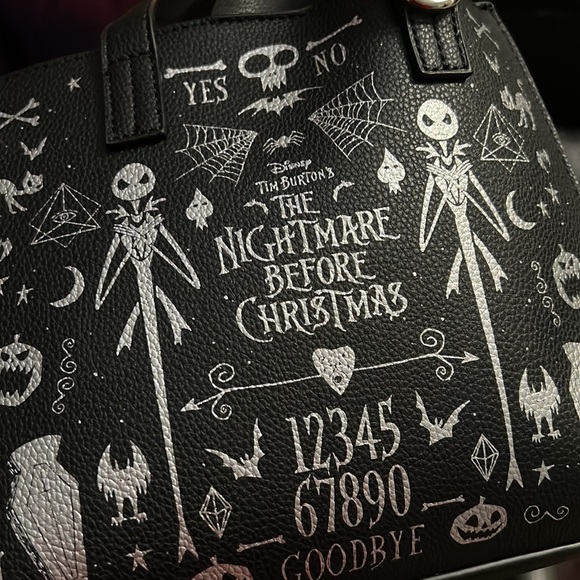 YES NO
Disney
TIM BURTON'S
THE
NIGHTMARE
BEFORE
CHRISTMAS
12345
67890
GOODBYE